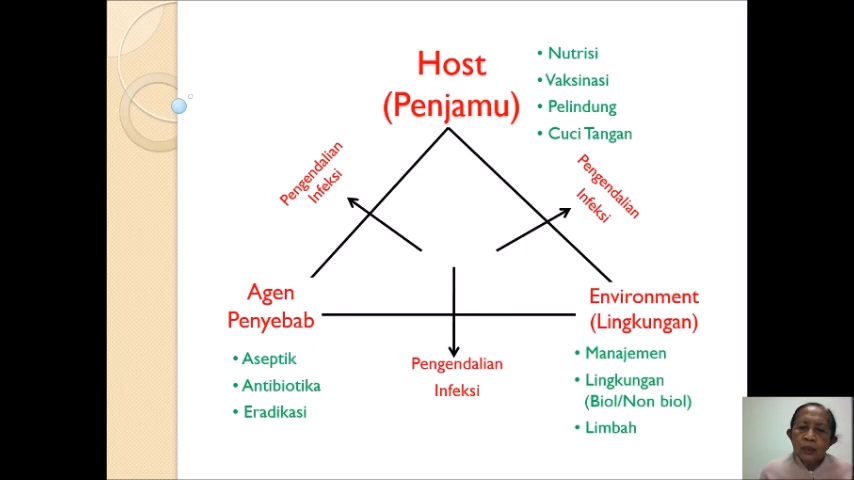 Host
(Penjamu)
• Nutrisi
• Vaksinasi
• Pelindung
• Cuci Tangan
Pengendalian
Infeksi
Pengendalian
Infeksi
Agen
Penyebab
• Aseptik
• Antibiotika
• Eradikasi
Pengendalian
Infeksi
Environment
(Lingkungan)
• Manajemen
• Lingkungan
(Biol/Non biol)
• Limbah